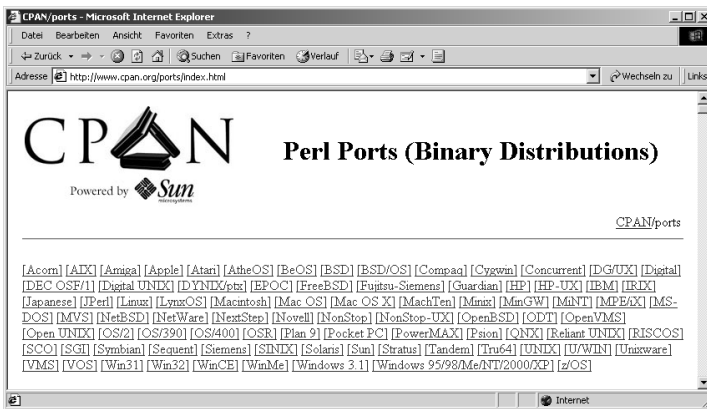 CPAN/ports - Microsoft Internet Explorer
Datei Bearbeiten Ansicht Favoriten Extras ?
Zurück Suchen Favoriten Verlauf
Adresse http://www.cpan.org/ports/index.html Wechseln zu Links
CPAN
Perl Ports (Binary Distributions)
Powered by Sun
microsystems
CPAN/ports
[Acorn] [AIX] [Amiga] [Apple] [Atari] [AtheOS] [BeOS] [BSD] [BSD/OS] [Compaq] [Cygwin] [Concurrent] [DG/UX] [Digital]
[DEC OSF/1] [Digital UNIX] [DYNIX/ptx] [EPOC] [FreeBSD] [Fujitsu-Siemens] [Guardian] [HP] [HP-UX] [IBM] [IRIX]
[Japanese] [JPerl] [Linux] [LynxOS] [Macintosh] [Mac OS] [Mac OS X] [MachTen] [Minix] [MinGW] [MiNT] [MPE/iX] [MS-
DOS] [MVS] [NetBSD] [NetWare] [NextStep] [Novell] [NonStop] [NonStop-UX] [OpenBSD] [ODT] [OpenVMS]
[Open UNIX] [OS/2] [OS/390] [OS/400] [OSR] [Plan 9] [Pocket PC] [PowerMAX] [Psion] [QNX] [Reliant UNIX] [RISCOS]
[SCO] [SGI] [Symbian] [Sequent] [Siemens] [SINIX] [Solaris] [Sun] [Stratus] [Tandem] [Tru64] [UNIX] [U/WIN] [Unixware]
[VMS] [VOS] [Win31] [Win32] [WinCE] [WinMe] [Windows 3.1] [Windows 95/98/Me/NT/2000/XP] [z/OS]
Internet